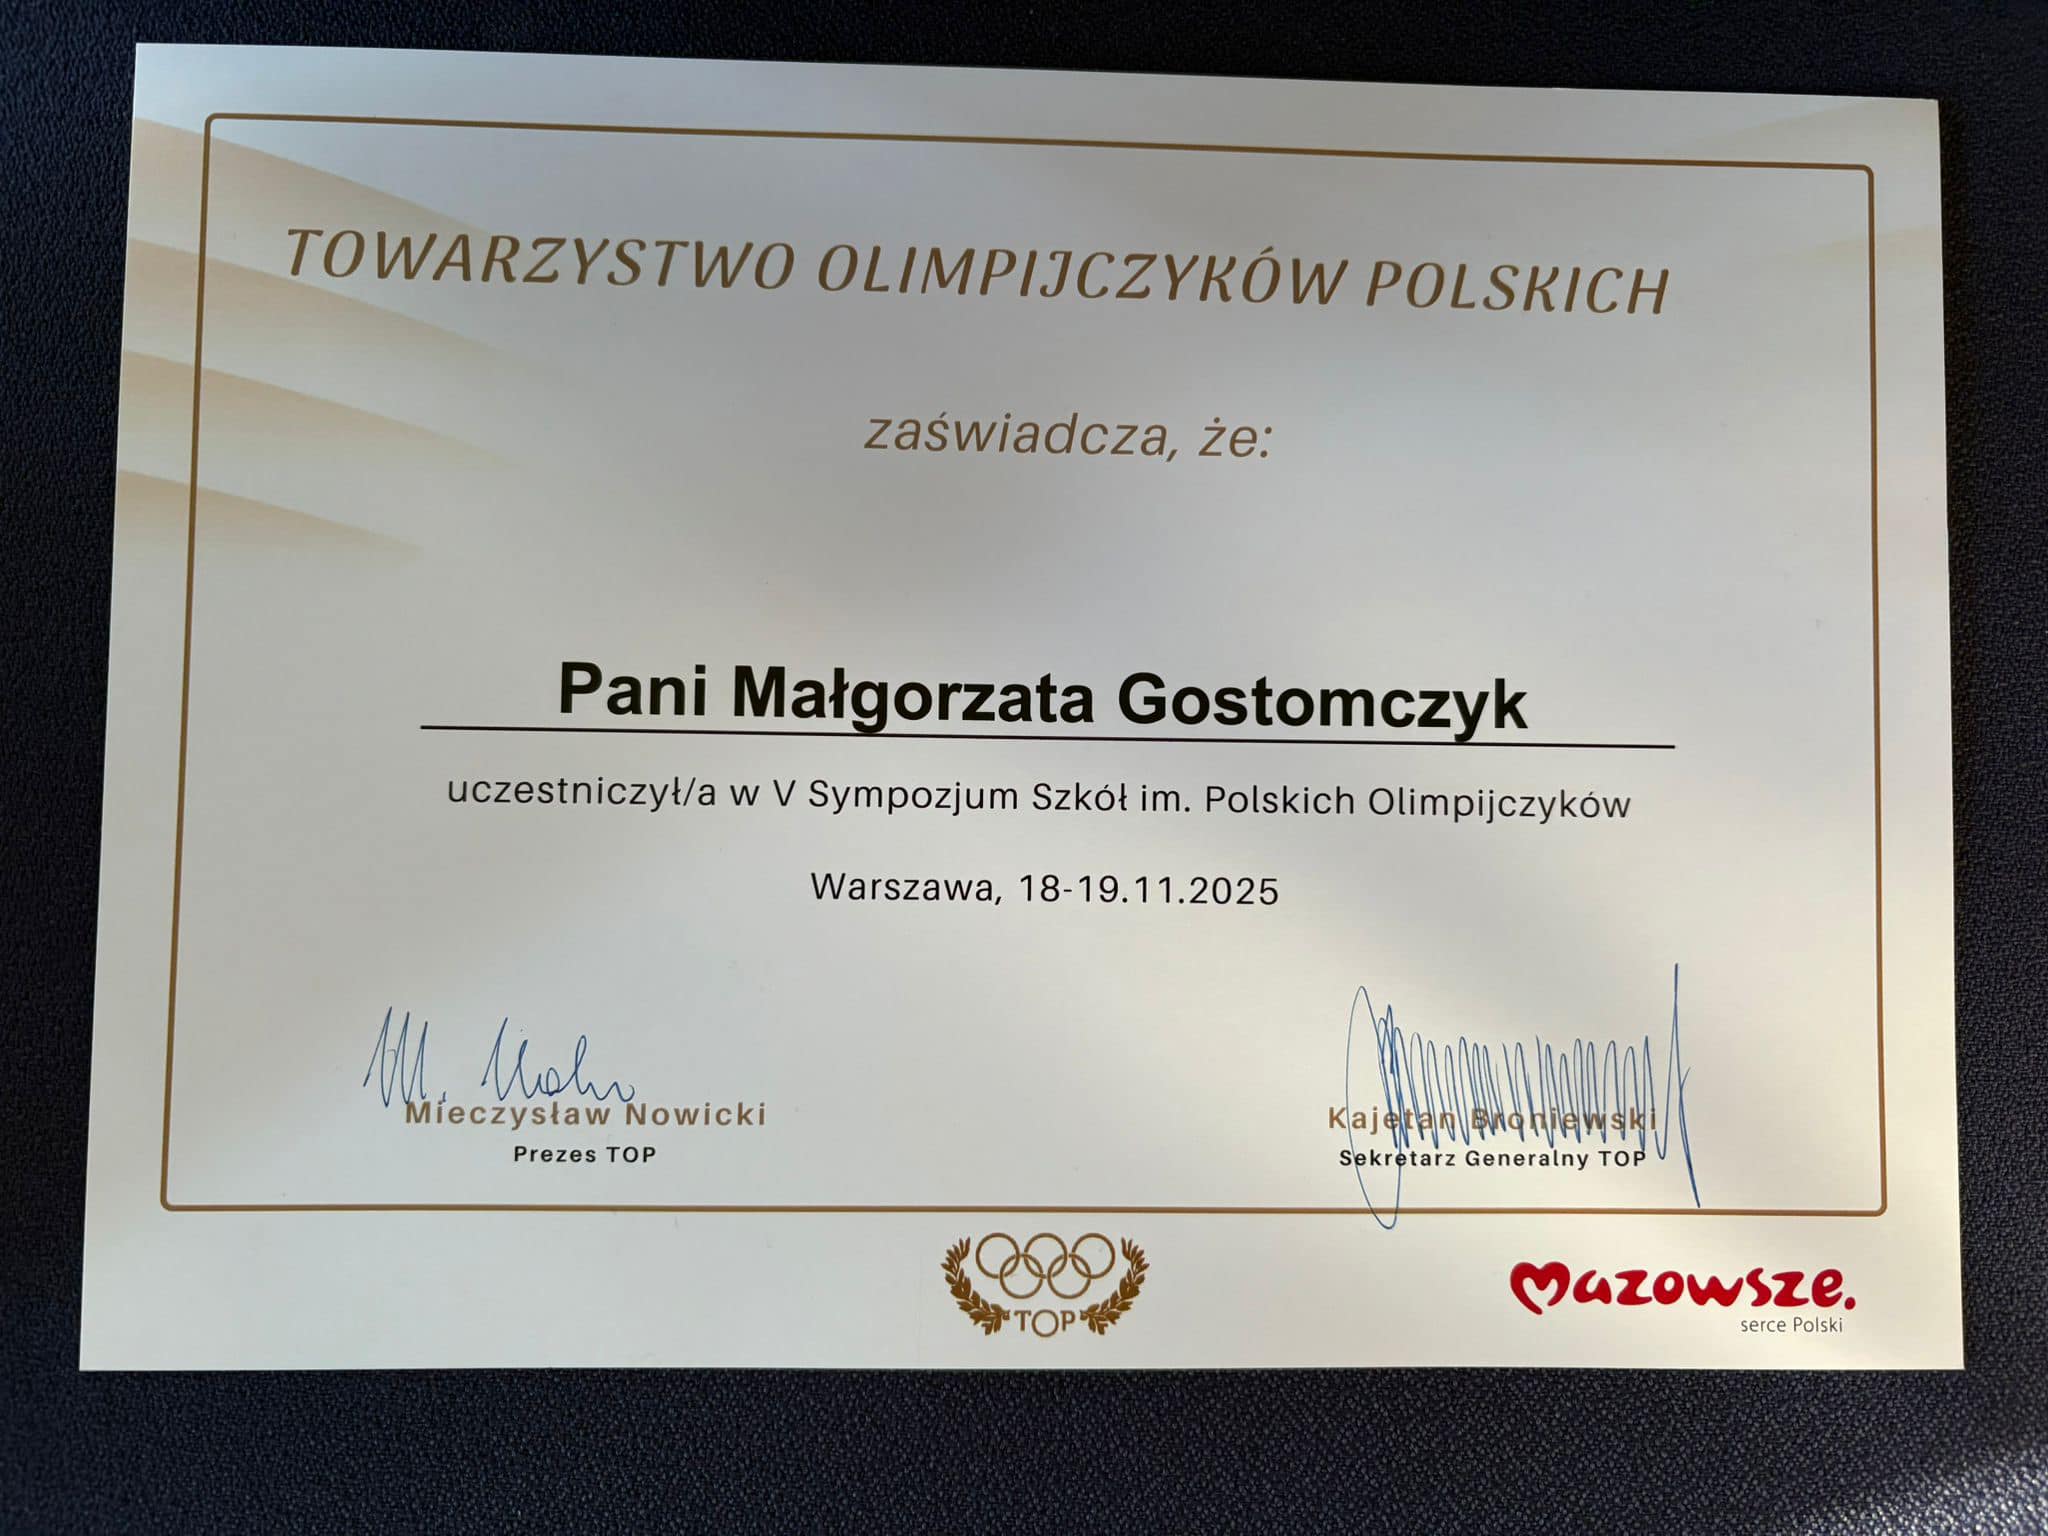 TOWARZYSTWO OLIMPIJCZYKÓW POLSKICH
zaświadcza, że:
Pani Małgorzata Gostomczyk
uczestniczył/a w V Sympozjum Szkół im. Polskich Olimpijczyków
Warszawa, 18-19.11.2025
Mieczysław Nowicki
Prezes TOP
Kajetan Broniewski
Sekretarz Generalny TOP
TOP
mazowsze.
serce Polski